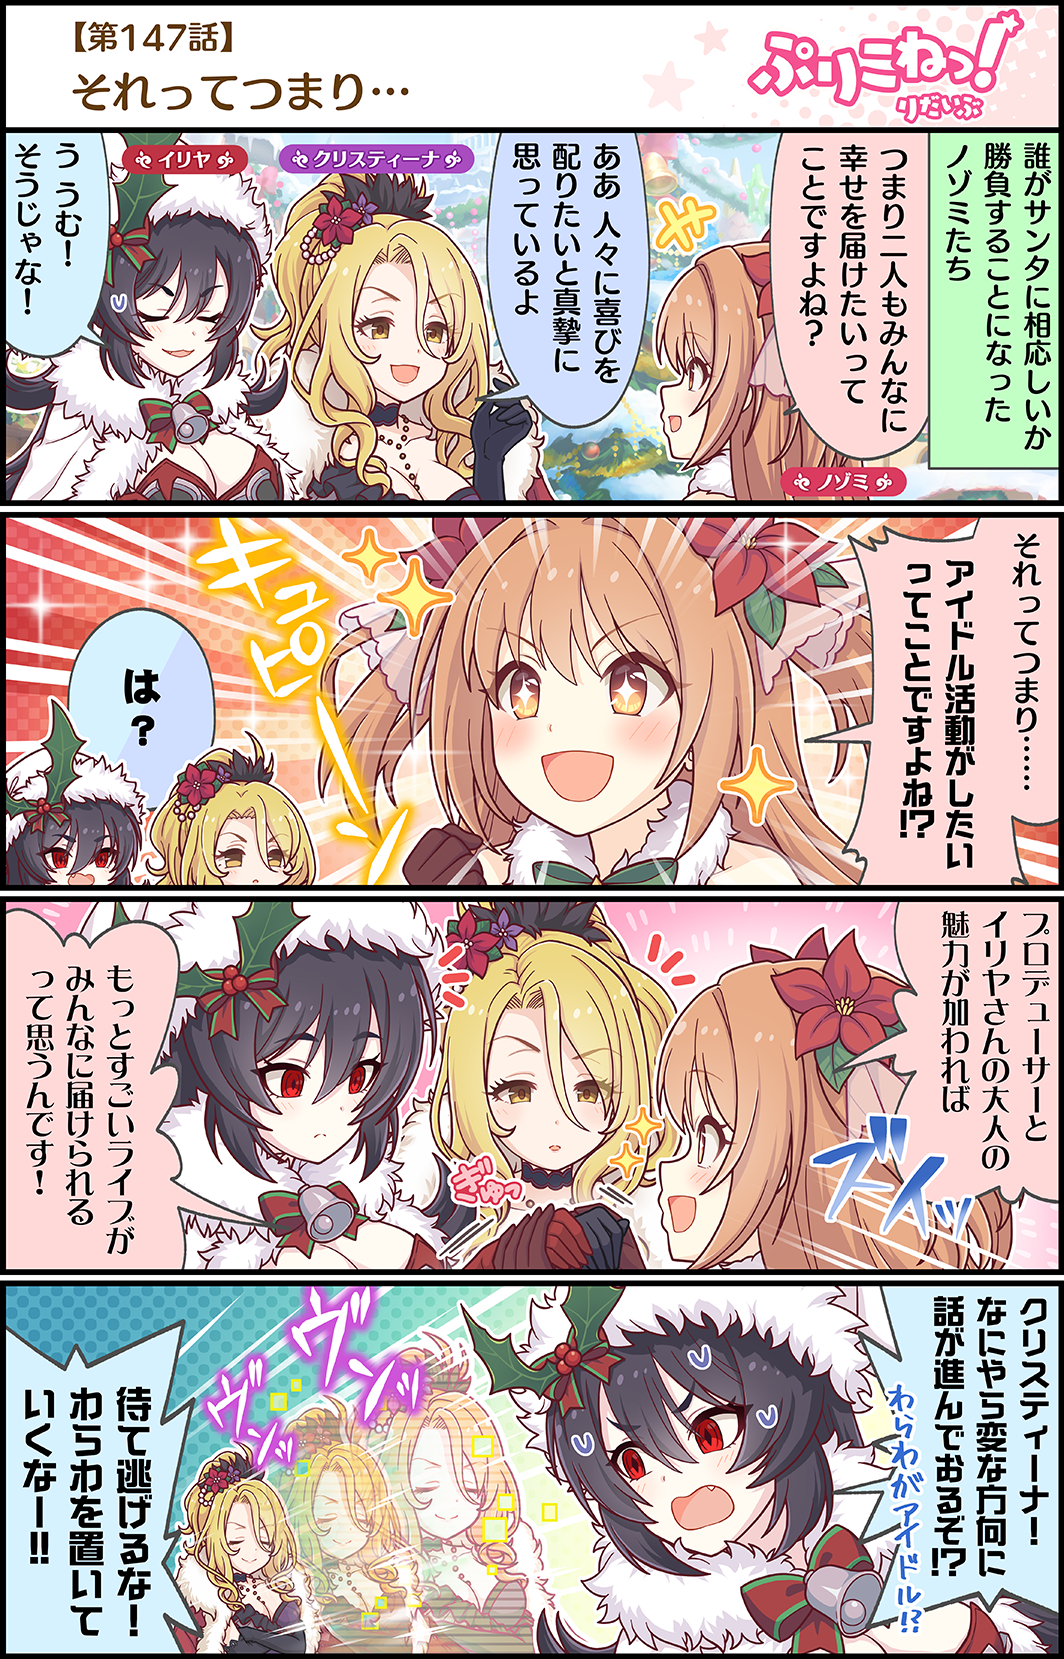 【第147話】
それってつまり…
ぷりこねっ!
りだいぶ
誰がサンタに相応しいか
勝負することになった
ノゾミたち
つまり二人もみんなに
幸せを届けたいって
ことですよね?
ノゾミ
ああ 人々に喜びを
配りたいと真摯に
思っているよ
クリスティーナ
イリヤ
う うむ!
そうじゃな!
それってつまり……
アイドル活動がしたい
ってことですよね!?
キュピーン
は?
プロデューサーと
イリヤさんの大人の
魅力が加われば
ズイッ
ぎゅっ
もっとすごいライブが
みんなに届けられる
って思うんです!
クリスティーナ!
なにやら変な方向に
話が進んでおるぞ!?
わらわがアイドル!?
ヴンッ
ヴンッ
待て逃げるな!
わらわを置いて
いくなー!!